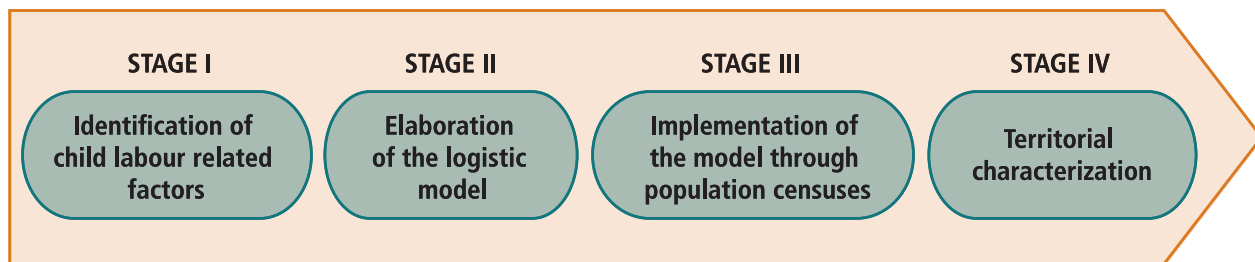 STAGE I
Identification of
child labour related
factors
STAGE II
Elaboration
of the logistic
model
STAGE III
Implementation of
the model through
population censuses
STAGE IV
Territorial
characterization